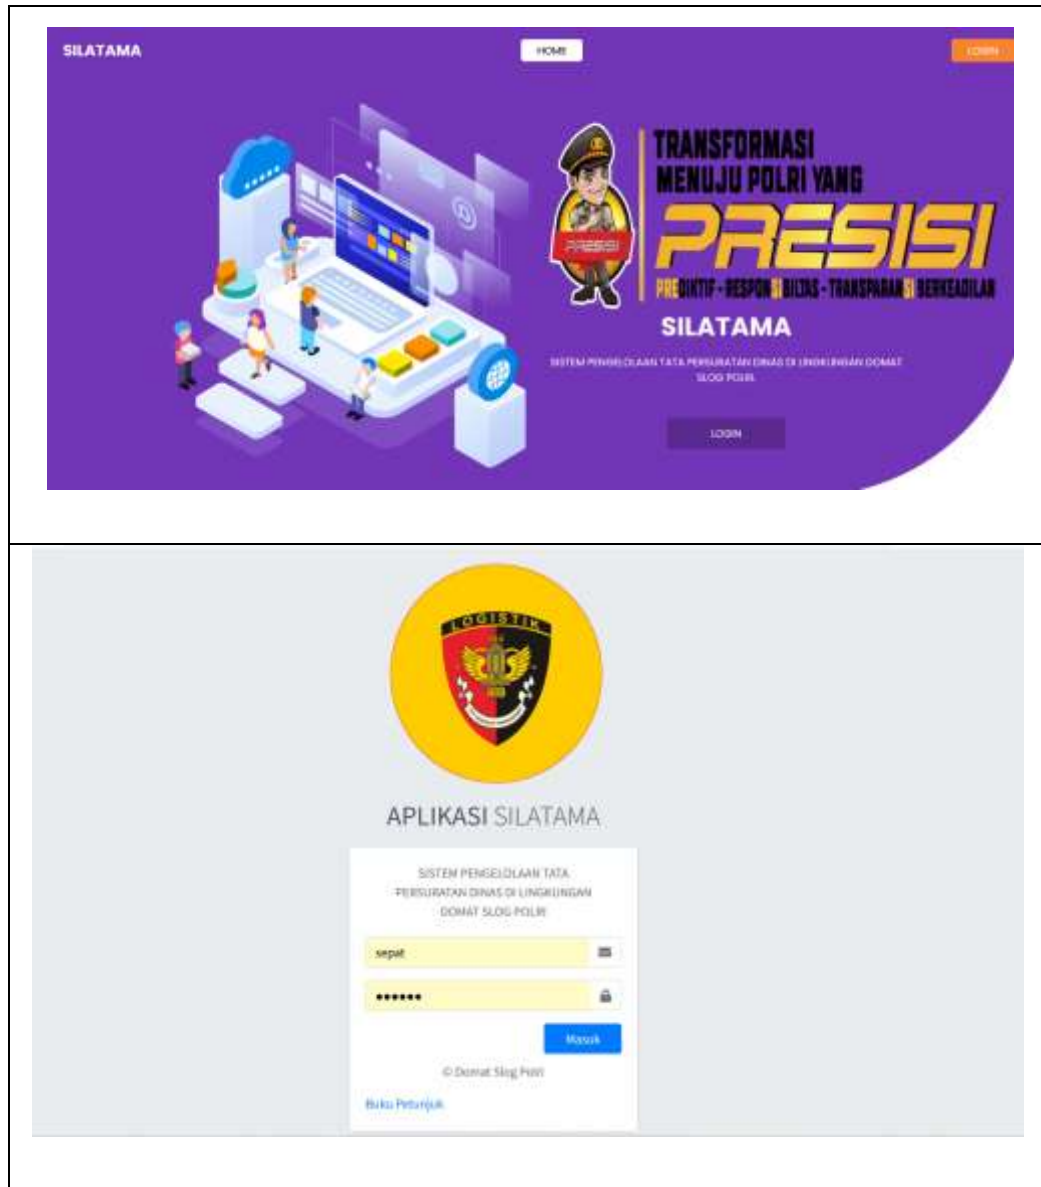 SILATAMA
HOME
LOGIN
TRANSFORMASI
MENUJU POLRI YANG
PRESISI
PRESISI
PREDIKTIF - RESPONSIBILTAS - TRANSPARANSI BERKEADILAN
SILATAMA
SISTEM PENGELOLAAN TATA PERSURATAN DINAS DI LINGKUNGAN DOMAT
SLOG POLRI
LOGIN
LOGISTIK
APLIKASI SILATAMA
SISTEM PENGELOLAAN TATA
PERSURATAN DINAS DI LINGKUNGAN
DOMAT SLOG POLRI
sepat
••••••
Masuk
© Domat Slog Polri
Buku Petunjuk